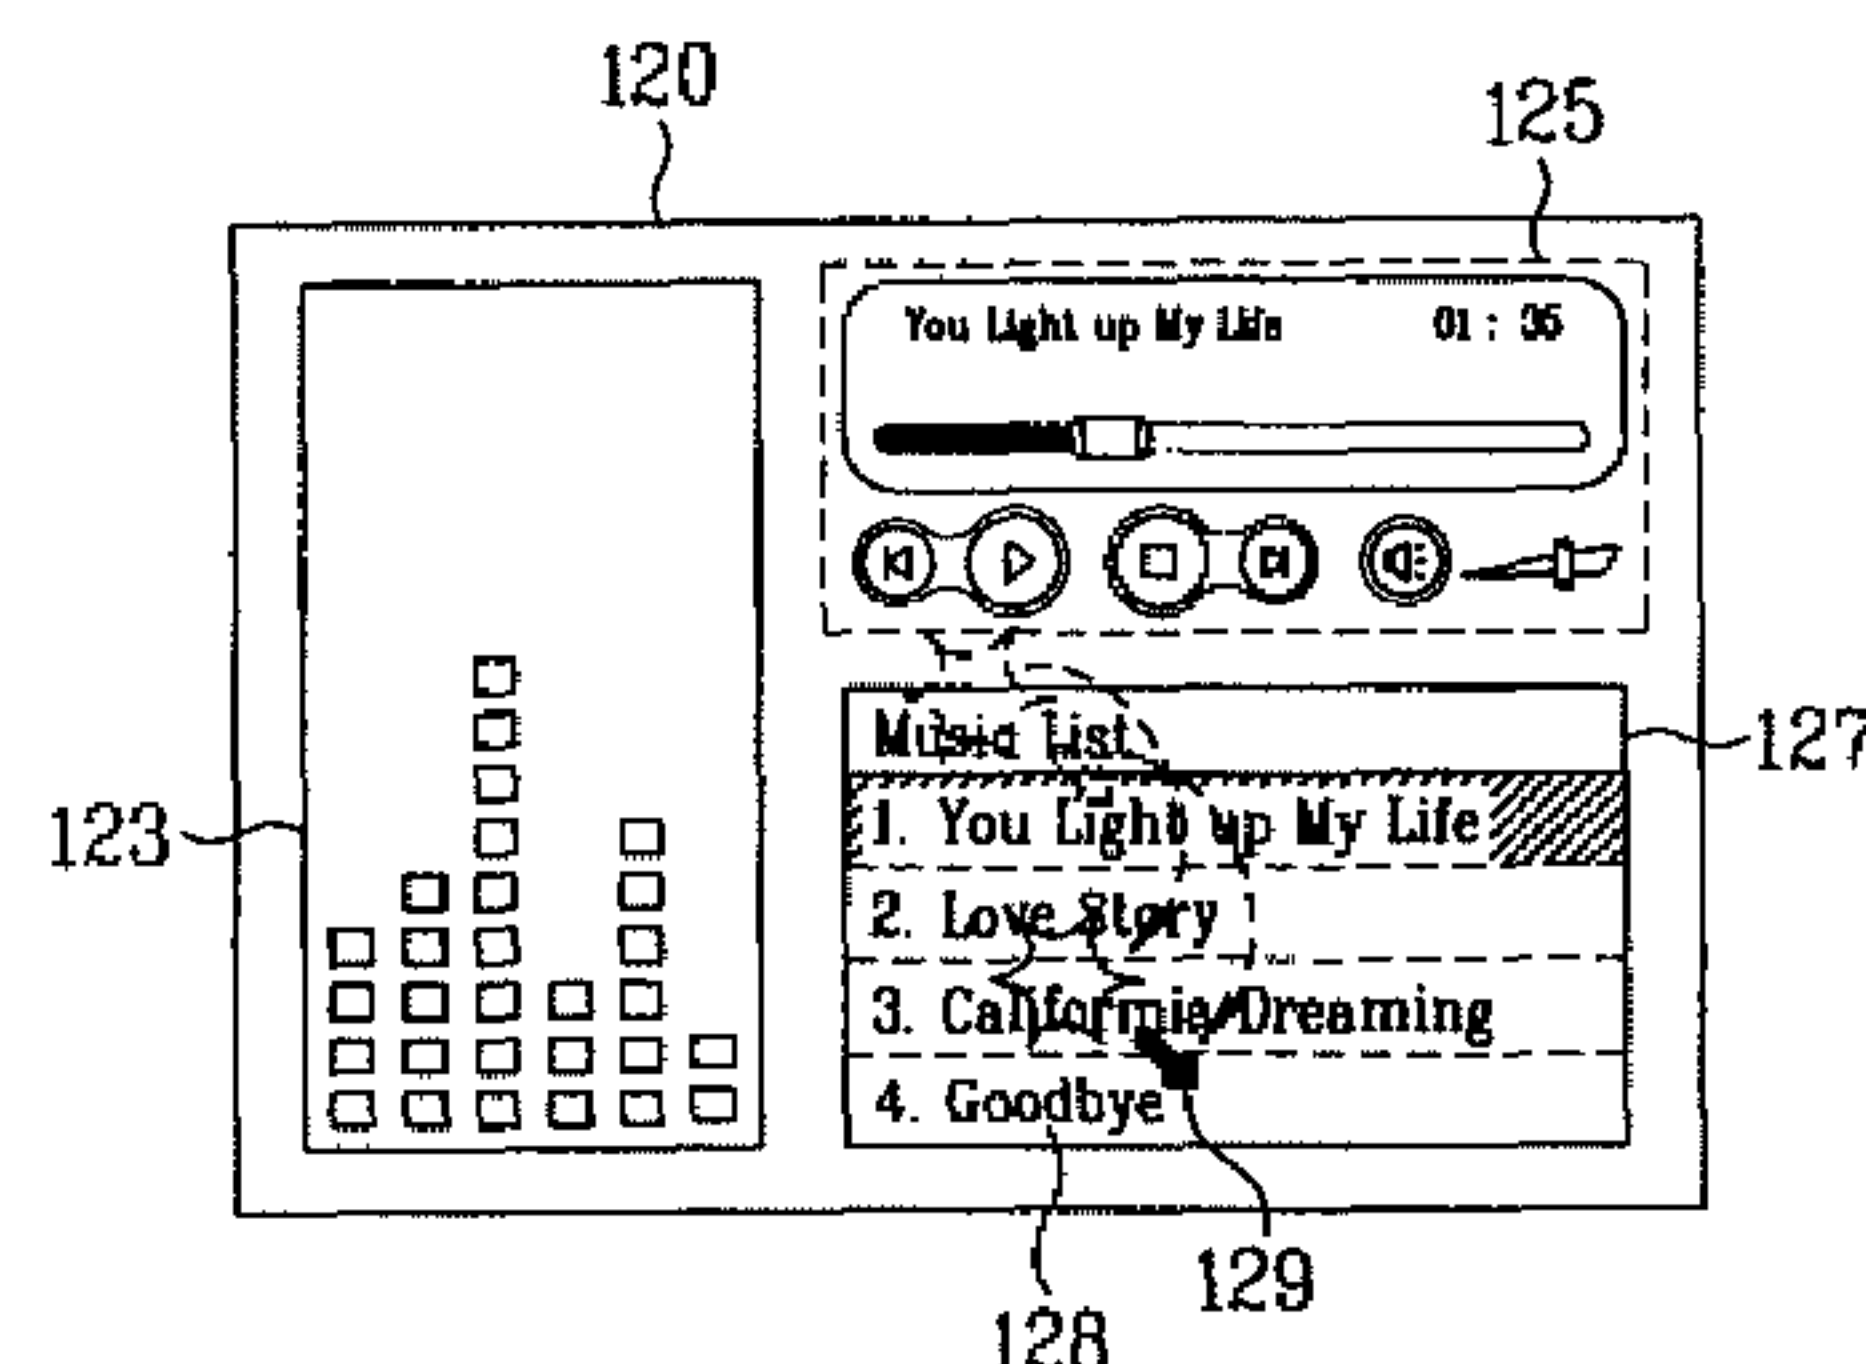 120
125
You Light up My Life 01 : 35
Music List
127
1. You Light up My Life
123
2. Love Story
3. Californie Dreaming
4. Goodbye
129
128